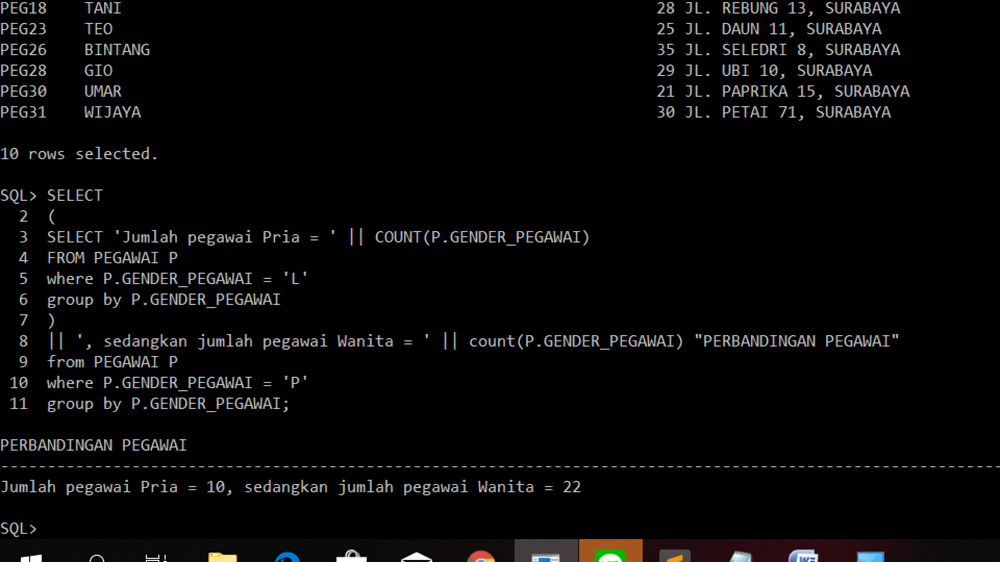 PEG18 TANI 28 JL. REBUNG 13, SURABAYA
PEG23 TEO 25 JL. DAUN 11, SURABAYA
PEG26 BINTANG 35 JL. SELEDRI 8, SURABAYA
PEG28 GIO 29 JL. UBI 10, SURABAYA
PEG30 UMAR 21 JL. PAPRIKA 15, SURABAYA
PEG31 WIJAYA 30 JL. PETAI 71, SURABAYA
10 rows selected.
SQL> SELECT
2 (
3 SELECT 'Jumlah pegawai Pria = ' || COUNT(P.GENDER_PEGAWAI)
4 FROM PEGAWAI P
5 where P.GENDER_PEGAWAI = 'L'
6 group by P.GENDER_PEGAWAI
7 )
8 || ', sedangkan jumlah pegawai Wanita = ' || count(P.GENDER_PEGAWAI) "PERBANDINGAN PEGAWAI"
9 from PEGAWAI P
10 where P.GENDER_PEGAWAI = 'P'
11 group by P.GENDER_PEGAWAI;
PERBANDINGAN PEGAWAI
-----------------------------------------------------------------------------------------------------------
Jumlah pegawai Pria = 10, sedangkan jumlah pegawai Wanita = 22
SQL>